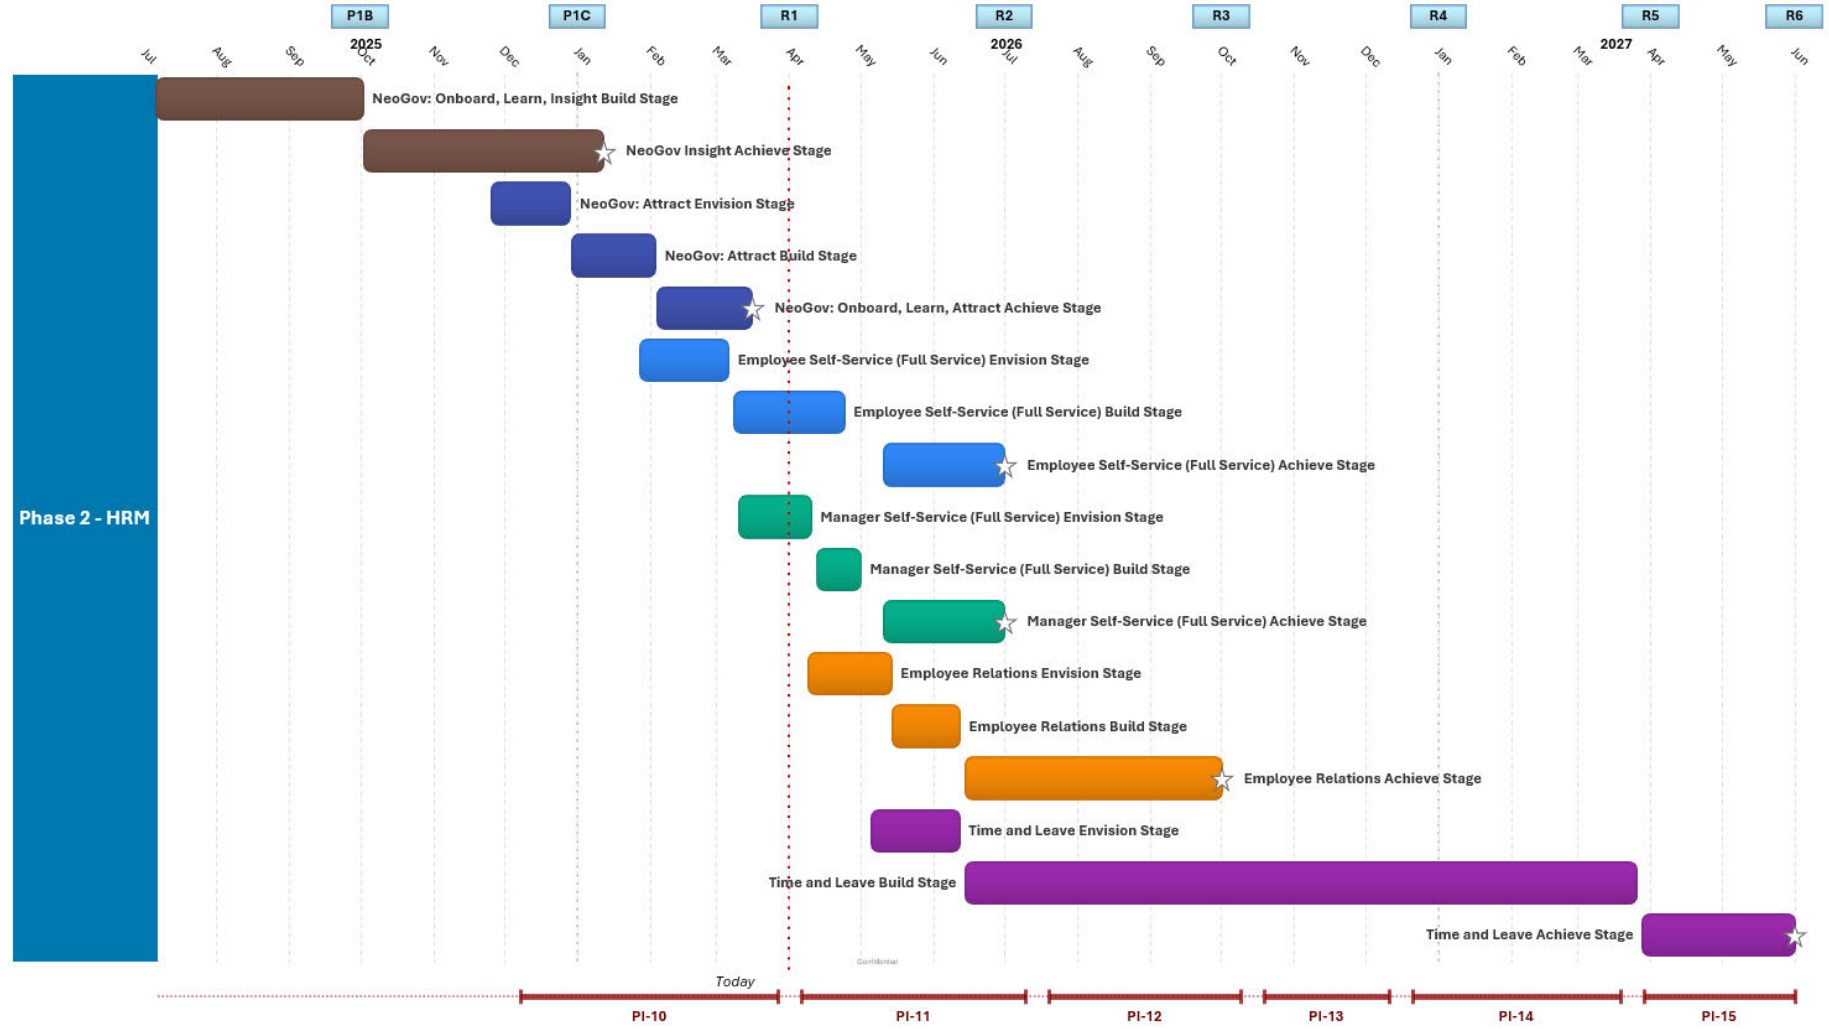 P1B P1C R1 R2 R3 R4 R5 R6
2025 2026 2027
Jul Aug Sep Oct Nov Dec Jan Feb Mar Apr May Jun Jul Aug Sep Oct Nov Dec Jan Feb Mar Apr May Jun
NeoGov: Onboard, Learn, Insight Build Stage
NeoGov Insight Achieve Stage
NeoGov: Attract Envision Stage
NeoGov: Attract Build Stage
NeoGov: Onboard, Learn, Attract Achieve Stage
Employee Self-Service (Full Service) Envision Stage
Employee Self-Service (Full Service) Build Stage
Employee Self-Service (Full Service) Achieve Stage
Phase 2 - HRM
Manager Self-Service (Full Service) Envision Stage
Manager Self-Service (Full Service) Build Stage
Manager Self-Service (Full Service) Achieve Stage
Employee Relations Envision Stage
Employee Relations Build Stage
Employee Relations Achieve Stage
Time and Leave Envision Stage
Time and Leave Build Stage
Time and Leave Achieve Stage
Confidential
Today
PI-10 PI-11 PI-12 PI-13 PI-14 PI-15